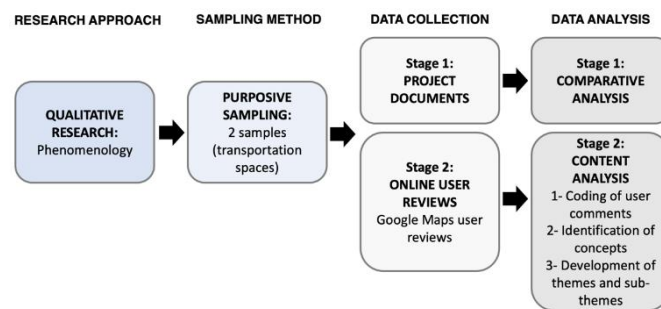 RESEARCH APPROACH
SAMPLING METHOD
DATA COLLECTION
DATA ANALYSIS
QUALITATIVE
RESEARCH:
Phenomenology
PURPOSIVE
SAMPLING:
2 samples
(transportation
spaces)
Stage 1:
PROJECT
DOCUMENTS
Stage 1:
COMPARATIVE
ANALYSIS
Stage 2:
ONLINE USER
REVIEWS
Google Maps user
reviews
Stage 2:
CONTENT
ANALYSIS
1- Coding of user
comments
2- Identification of
concepts
3- Development of
themes and sub-
themes